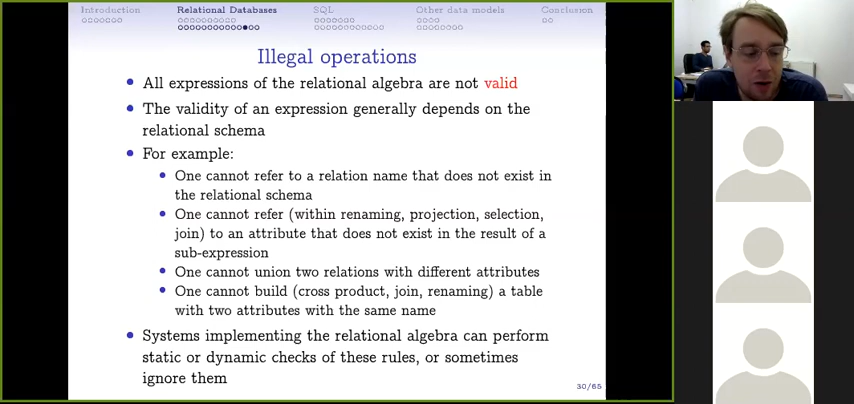 Introduction Relational Databases SQL Other data models Conclusion
Illegal operations
All expressions of the relational algebra are not valid
The validity of an expression generally depends on the
relational schema
For example:
One cannot refer to a relation name that does not exist in
the relational schema
One cannot refer (within renaming, projection, selection,
join) to an attribute that does not exist in the result of a
sub-expression
One cannot union two relations with different attributes
One cannot build (cross product, join, renaming) a table
with two attributes with the same name
Systems implementing the relational algebra can perform
static or dynamic checks of these rules, or sometimes
ignore them
30/65